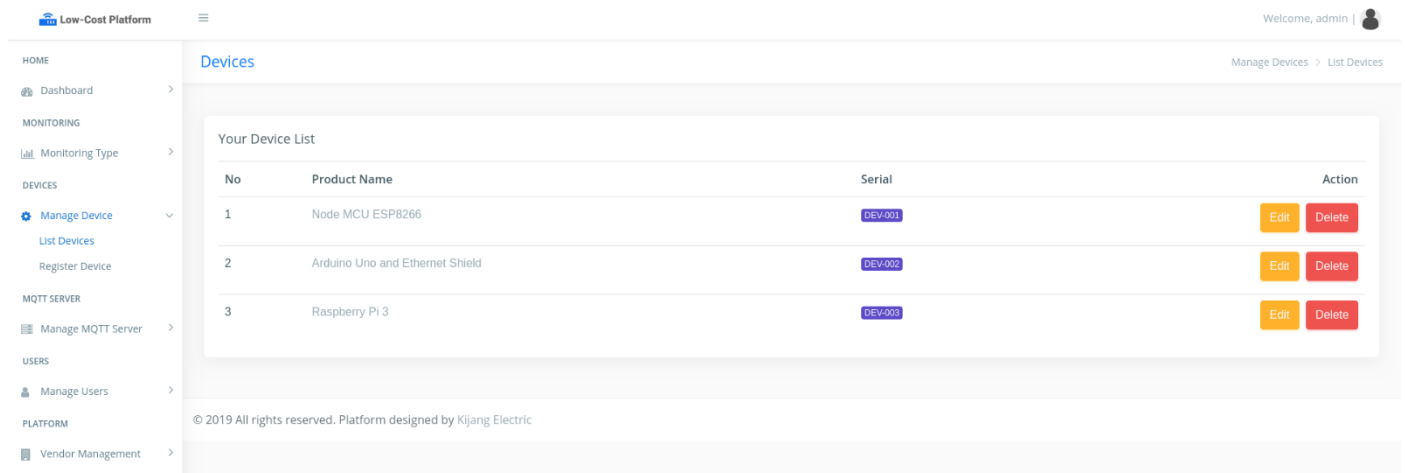 Low-Cost Platform
Welcome, admin |
HOME
Dashboard
MONITORING
Monitoring Type
DEVICES
Manage Device
List Devices
Register Device
MQTT SERVER
Manage MQTT Server
USERS
Manage Users
PLATFORM
Vendor Management
Devices
Manage Devices > List Devices
Your Device List
No Product Name Serial Action
1 Node MCU ESP8266 DEV-001 Edit Delete
2 Arduino Uno and Ethernet Shield DEV-002 Edit Delete
3 Raspberry Pi 3 DEV-003 Edit Delete
© 2019 All rights reserved. Platform designed by Kijang Electric